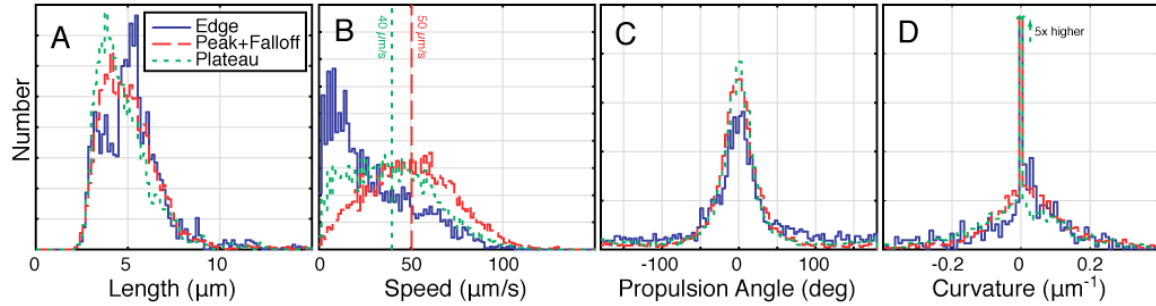 A
Edge
Peak+Falloff
Plateau
B
40 μm/s
50 μm/s
C
D
5x higher
Number
0
5
10
0
50
100
-100
0
100
-0.2
0
0.2
Length (μm)
Speed (μm/s)
Propulsion Angle (deg)
Curvature (μm⁻¹)